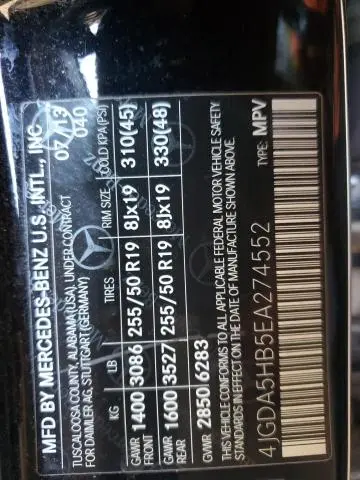 MFD BY MERCEDES-BENZ U.S. INTL., INC.
TUSCALOOSA COUNTY, ALABAMA (USA), UNDER CONTRACT 07/13
FOR DAIMLER AG, STUTTGART (GERMANY) 040
KG LB TIRES RIM SIZE COLD KPA (PSI)
GAWR FRONT 1400 3086 255/50 R19 8Jx19 310(45)
GAWR REAR 1600 3527 255/50 R19 8Jx19 330(48)
GVWR 2850 6283
THIS VEHICLE CONFORMS TO ALL APPLICABLE FEDERAL MOTOR VEHICLE SAFETY
STANDARDS IN EFFECT ON THE DATE OF MANUFACTURE SHOWN ABOVE.
4JGDA5HB5EA274552 TYPE: MPV